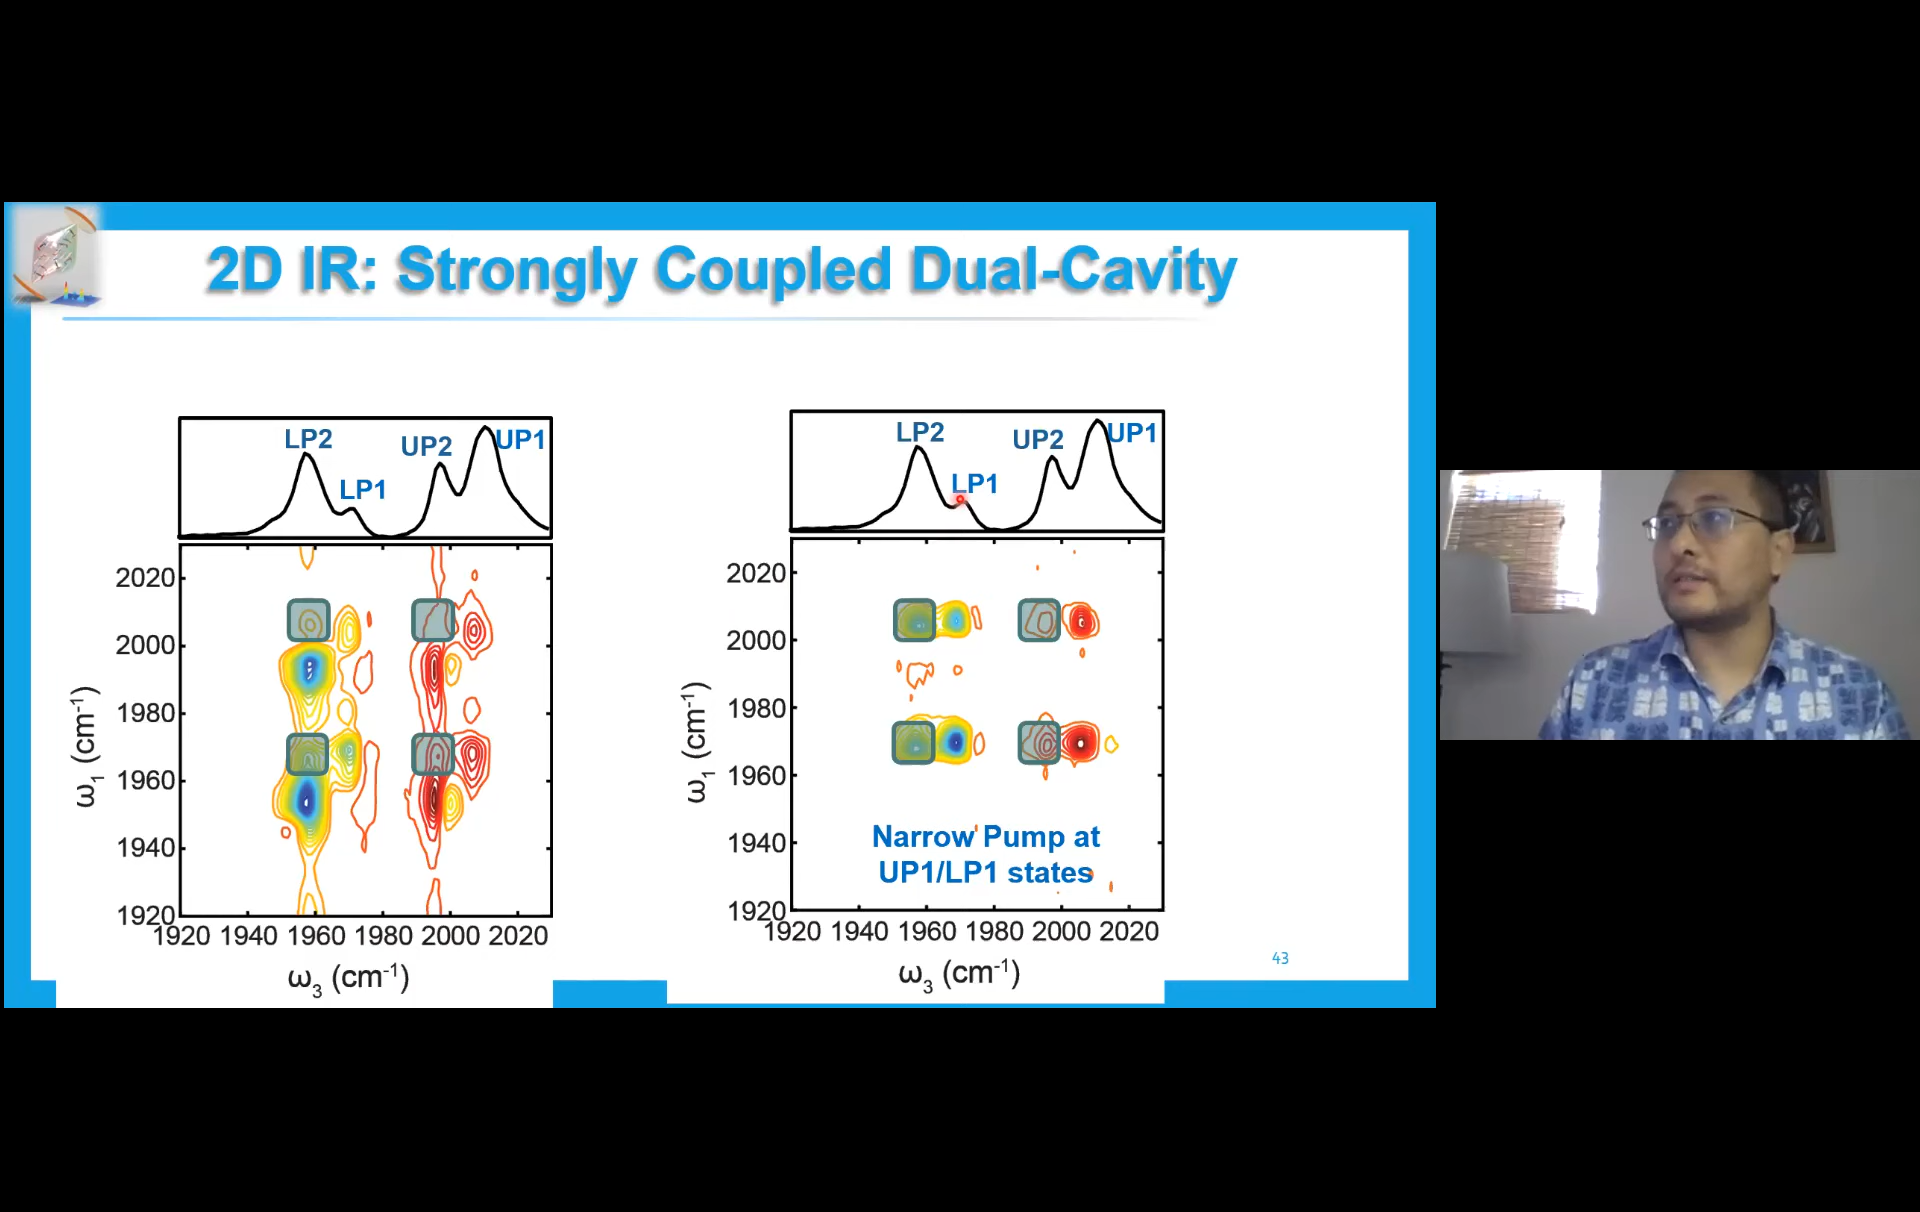 2D IR: Strongly Coupled Dual-Cavity
LP2
LP1
UP2
UP1
2020
2000
1980
1960
1940
1920
ω1 (cm-1)
1920 1940 1960 1980 2000 2020
ω3 (cm-1)
LP2
LP1
UP2
UP1
2020
2000
1980
1960
1940
1920
ω1 (cm-1)
Narrow Pump at
UP1/LP1 states
1920 1940 1960 1980 2000 2020
ω3 (cm-1)
43